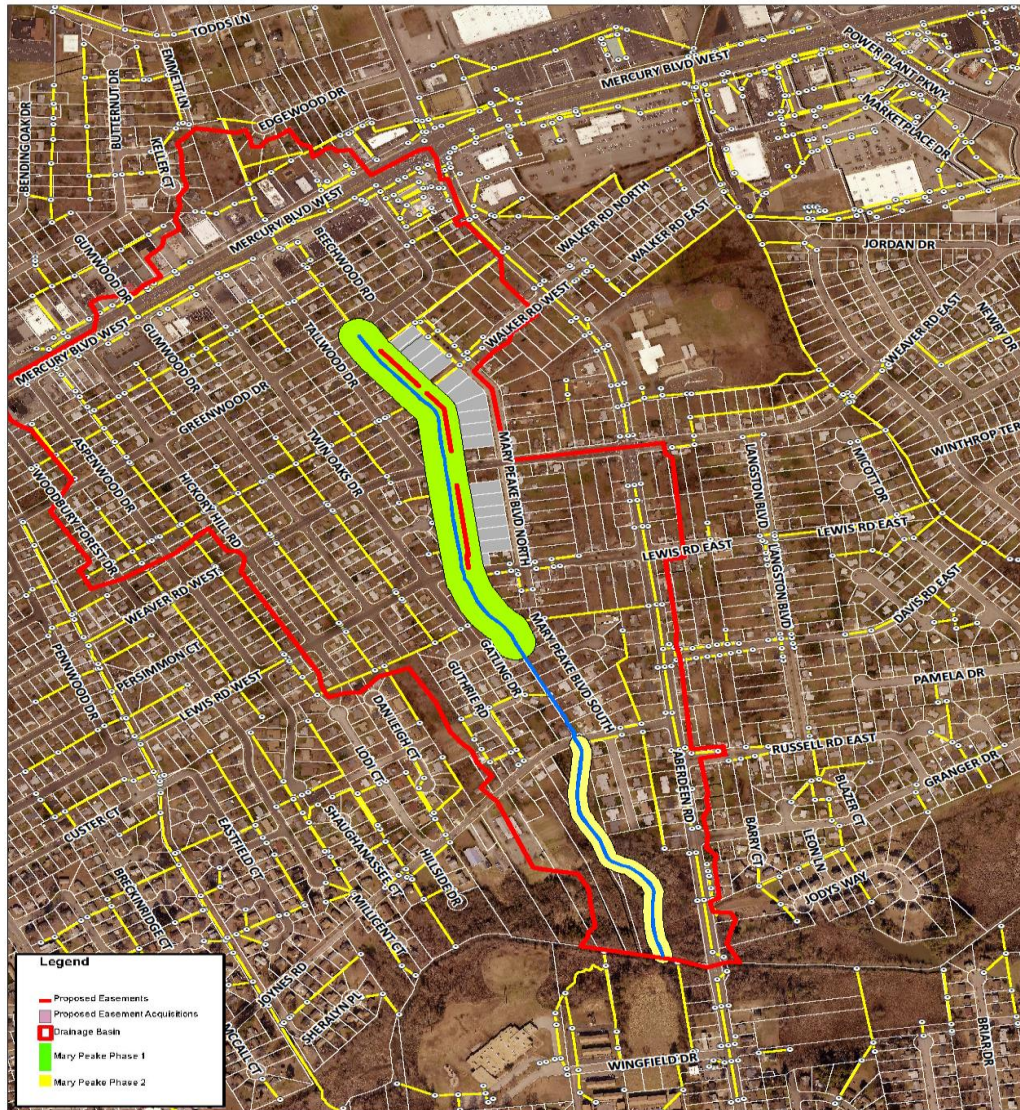 TODDS LN
EMMETT LN
BUTTERNUT DR
BENDINGOAK DR
KELLER CT
EDGEWOOD DR
MERCURY BLVD WEST
POWER PLANT PKWY
MARKETPLACE DR
MERCURY BLVD WEST
BEECHWOOD RD
WALKER RD NORTH
WALKER RD EAST
JORDAN DR
GUMWOOD DR
MERCURY BLVD WEST
GUMWOOD DR
TALLWOOD DR
WALKER RD WEST
WEAVER RD EAST
NEWBY DR
GREENWOOD DR
TWIN OAKS DR
ASPENWOOD DR
HICKORY HILL RD
WOODBURY FOREST DR
MARY PEAKE BLVD NORTH
LANGSTON BLVD
MICOTT DR
WINTHROP TER
LEWIS RD EAST
LEWIS RD EAST
LANGSTON BLVD
DAVIS RD EAST
WEAVER RD WEST
PERSIMMON CT
PENNWOOD DR
LEWIS RD WEST
GATLING DR
GUTHRIE RD
MARY PEAKE BLVD SOUTH
PAMELA DR
DANLEIGH CT
LODI CT
ABERDEEN RD
RUSSELL RD EAST
GRANGER DR
BLAZER CT
CUSTER CT
EASTFIELD CT
SHAUGHANASSEE CT
HILLSIDE DR
BARRY CT
LEON LN
BRECKINRIDGE CT
MILLIGENT CT
JODYS WAY
JOYNES RD
SHERALYN PL
MCCALL CT
WINGFIELD DR
BRIAR DR
Legend
Proposed Easements
Proposed Easement Acquisitions
Drainage Basin
Mary Peake Phase 1
Mary Peake Phase 2